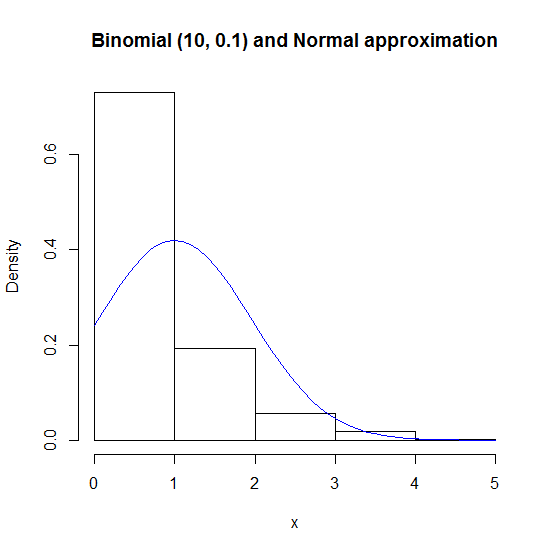 Binomial (10, 0.1) and Normal approximation
Density
0.6
0.4
0.2
0.0
0 1 2 3 4 5
x